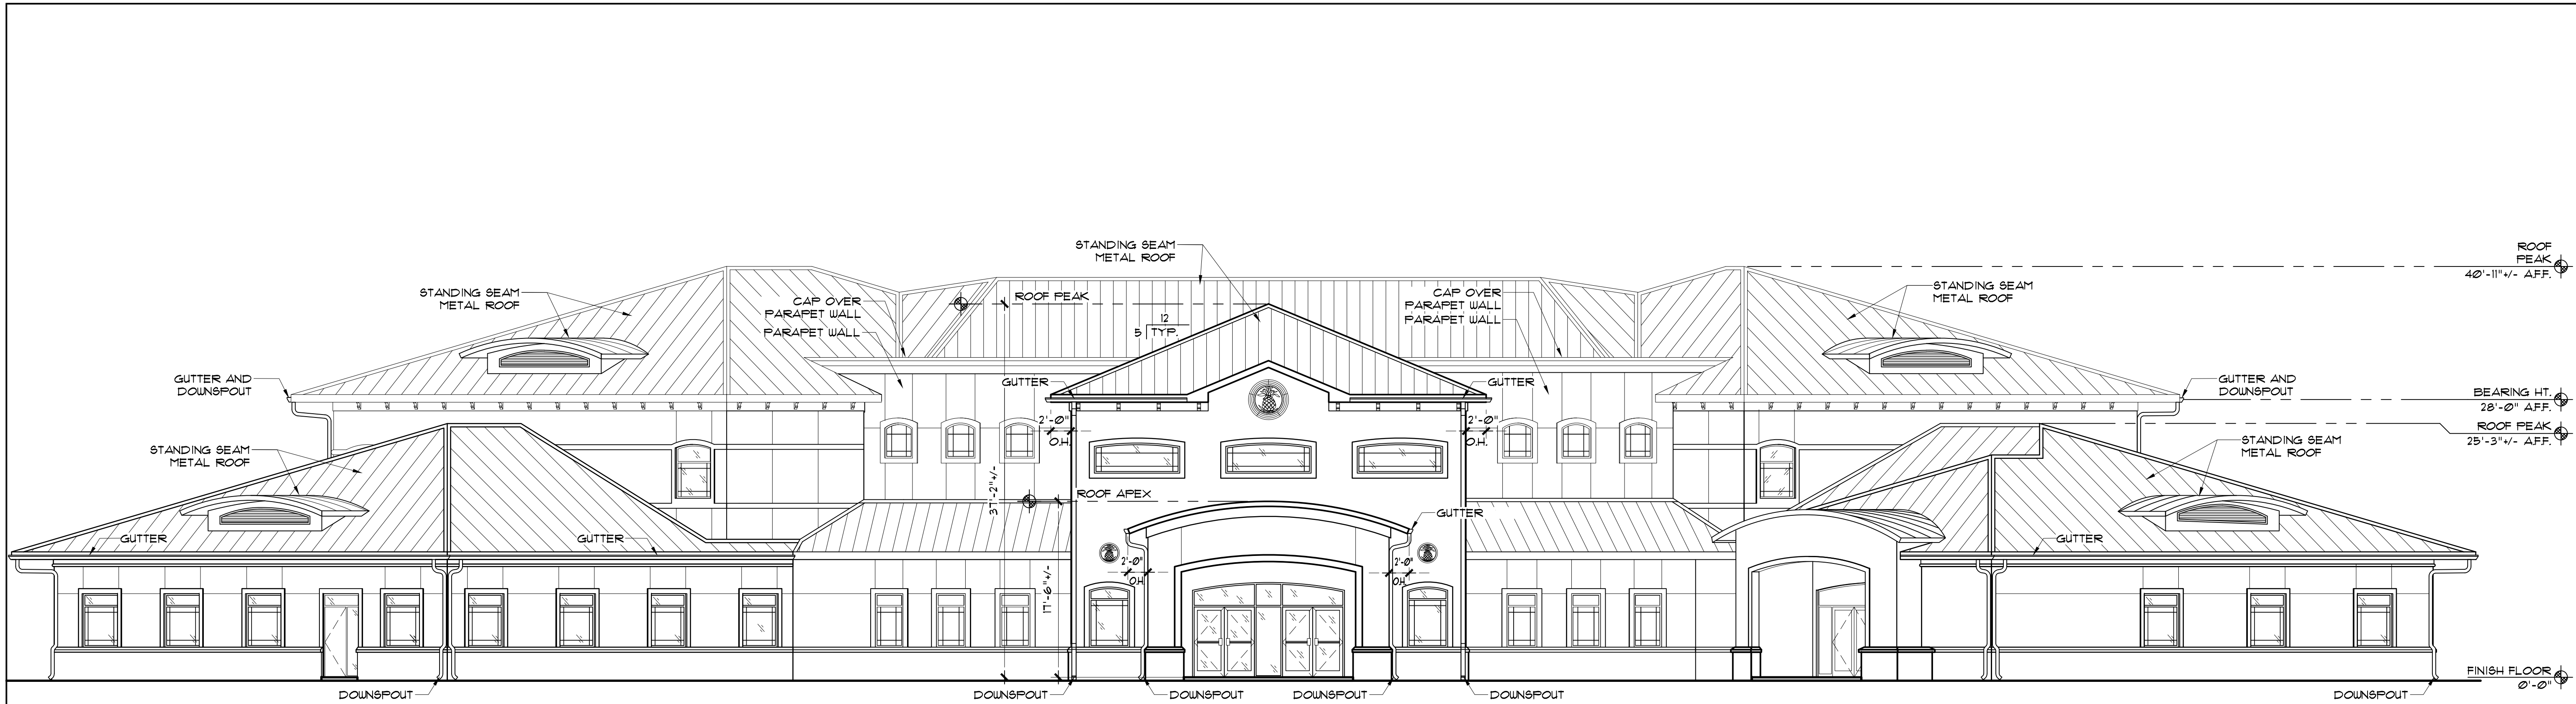 STANDING SEAM
METAL ROOF
ROOF
PEAK
40'-11"+/- A.F.F.
STANDING SEAM
METAL ROOF
CAP OVER
PARAPET WALL
PARAPET WALL
ROOF PEAK
12
5 TYP.
CAP OVER
PARAPET WALL
PARAPET WALL
STANDING SEAM
METAL ROOF
GUTTER AND
DOWNSPOUT
GUTTER
GUTTER
GUTTER AND
DOWNSPOUT
BEARING HT.
28'-0" A.F.F.
2'-0"
O.H.
2'-0"
O.H.
ROOF PEAK
25'-3"+/- A.F.F.
STANDING SEAM
METAL ROOF
STANDING SEAM
METAL ROOF
37'-2"+/-
ROOF APEX
GUTTER
GUTTER
GUTTER
GUTTER
2'-0"
O.H.
2'-0"
O.H.
17'-6"+/-
FINISH FLOOR
0'-0"
DOWNSPOUT
DOWNSPOUT
DOWNSPOUT
DOWNSPOUT
DOWNSPOUT
DOWNSPOUT